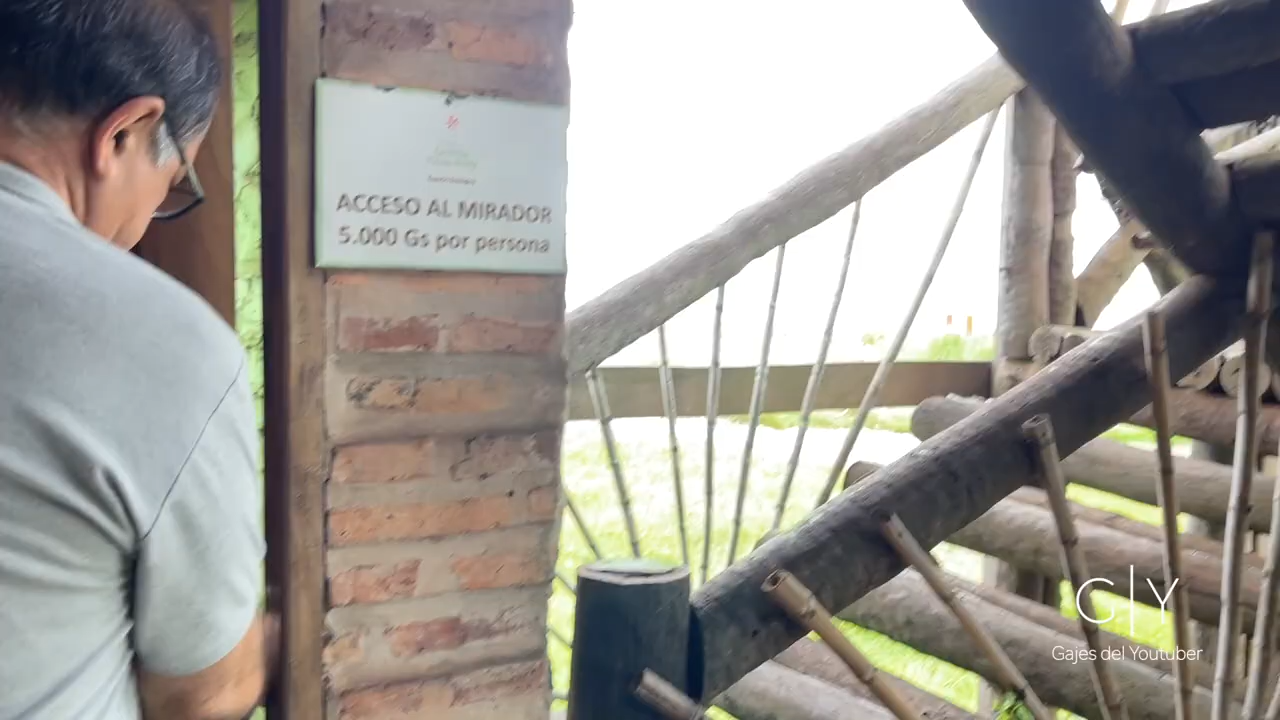 ACCESO AL MIRADOR
5.000 Gs por persona
G|Y
Gajes del Youtuber